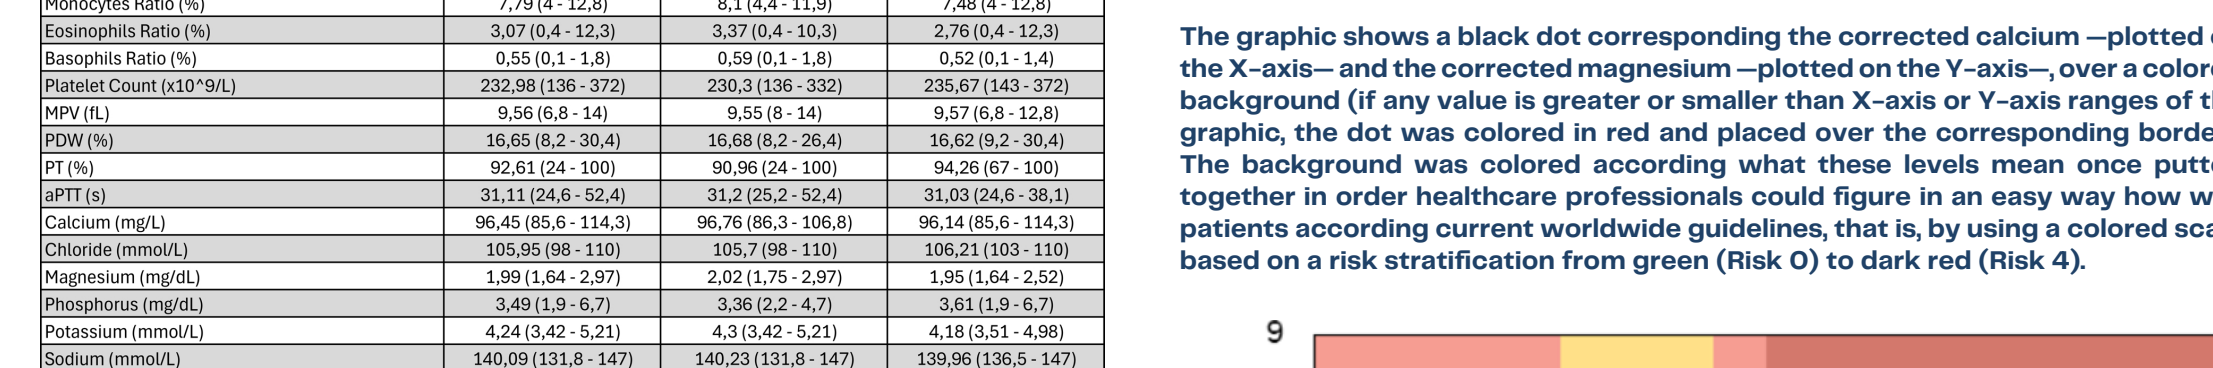 Monocytes Ratio (%) 7,79 (4 - 12,8) 8,1 (4,4 - 11,9) 7,48 (4 - 12,8)
Eosinophils Ratio (%) 3,07 (0,4 - 12,3) 3,37 (0,4 - 10,3) 2,76 (0,4 - 12,3)
Basophils Ratio (%) 0,55 (0,1 - 1,8) 0,59 (0,1 - 1,8) 0,52 (0,1 - 1,4)
Platelet Count (x10^9/L) 232,98 (136 - 372) 230,3 (136 - 332) 235,67 (143 - 372)
MPV (fL) 9,56 (6,8 - 14) 9,55 (8 - 14) 9,57 (6,8 - 12,8)
PDW (%) 16,65 (8,2 - 30,4) 16,68 (8,2 - 26,4) 16,62 (9,2 - 30,4)
PT (%) 92,61 (24 - 100) 90,96 (24 - 100) 94,26 (67 - 100)
aPTT (s) 31,11 (24,6 - 52,4) 31,2 (25,2 - 52,4) 31,03 (24,6 - 38,1)
Calcium (mg/L) 96,45 (85,6 - 114,3) 96,76 (86,3 - 106,8) 96,14 (85,6 - 114,3)
Chloride (mmol/L) 105,95 (98 - 110) 105,7 (98 - 110) 106,21 (103 - 110)
Magnesium (mg/dL) 1,99 (1,64 - 2,97) 2,02 (1,75 - 2,97) 1,95 (1,64 - 2,52)
Phosphorus (mg/dL) 3,49 (1,9 - 6,7) 3,36 (2,2 - 4,7) 3,61 (1,9 - 6,7)
Potassium (mmol/L) 4,24 (3,42 - 5,21) 4,3 (3,42 - 5,21) 4,18 (3,51 - 4,98)
Sodium (mmol/L) 140,09 (131,8 - 147) 140,23 (131,8 - 147) 139,96 (136,5 - 147)
The graphic shows a black dot corresponding the corrected calcium —plotted
the X-axis— and the corrected magnesium —plotted on the Y-axis—, over a color
background (if any value is greater or smaller than X-axis or Y-axis ranges of
graphic, the dot was colored in red and placed over the corresponding borde
The background was colored according what these levels mean once putt
together in order healthcare professionals could figure in an easy way how
patients according current worldwide guidelines, that is, by using a colored sca
based on a risk stratification from green (Risk 0) to dark red (Risk 4).
9